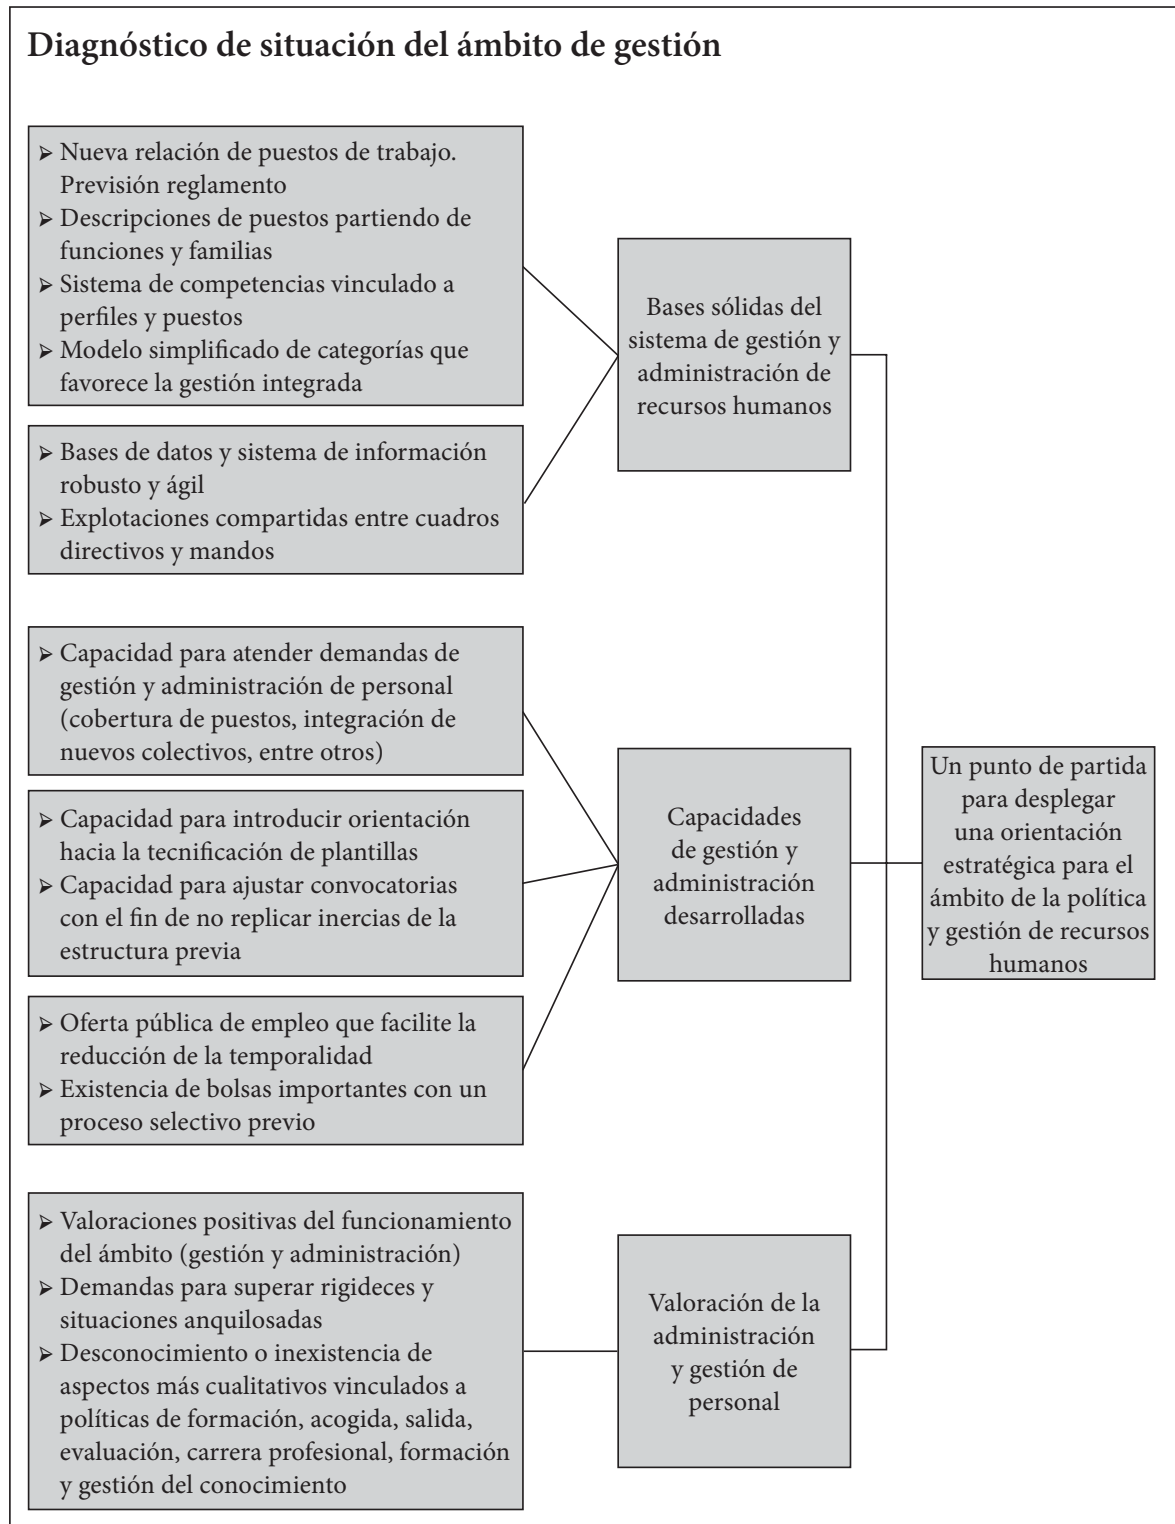 Diagnóstico de situación del ámbito de gestión
➢ Nueva relación de puestos de trabajo.
Previsión reglamento
➢ Descripciones de puestos partiendo de
funciones y familias
➢ Sistema de competencias vinculado a
perfiles y puestos
➢ Modelo simplificado de categorías que
favorece la gestión integrada
➢ Bases de datos y sistema de información
robusto y ágil
➢ Explotaciones compartidas entre cuadros
directivos y mandos
Bases sólidas del
sistema de gestión y
administración de
recursos humanos
➢ Capacidad para atender demandas de
gestión y administración de personal
(cobertura de puestos, integración de
nuevos colectivos, entre otros)
➢ Capacidad para introducir orientación
hacia la tecnificación de plantillas
➢ Capacidad para ajustar convocatorias
con el fin de no replicar inercias de la
estructura previa
➢ Oferta pública de empleo que facilite la
reducción de la temporalidad
➢ Existencia de bolsas importantes con un
proceso selectivo previo
Capacidades
de gestión y
administración
desarrolladas
➢ Valoraciones positivas del funcionamiento
del ámbito (gestión y administración)
➢ Demandas para superar rigideces y
situaciones anquilosadas
➢ Desconocimiento o inexistencia de
aspectos más cualitativos vinculados a
políticas de formación, acogida, salida,
evaluación, carrera profesional, formación
y gestión del conocimiento
Valoración de la
administración
y gestión de
personal
Un punto de partida
para desplegar
una orientación
estratégica para el
ámbito de la política
y gestión de recursos
humanos